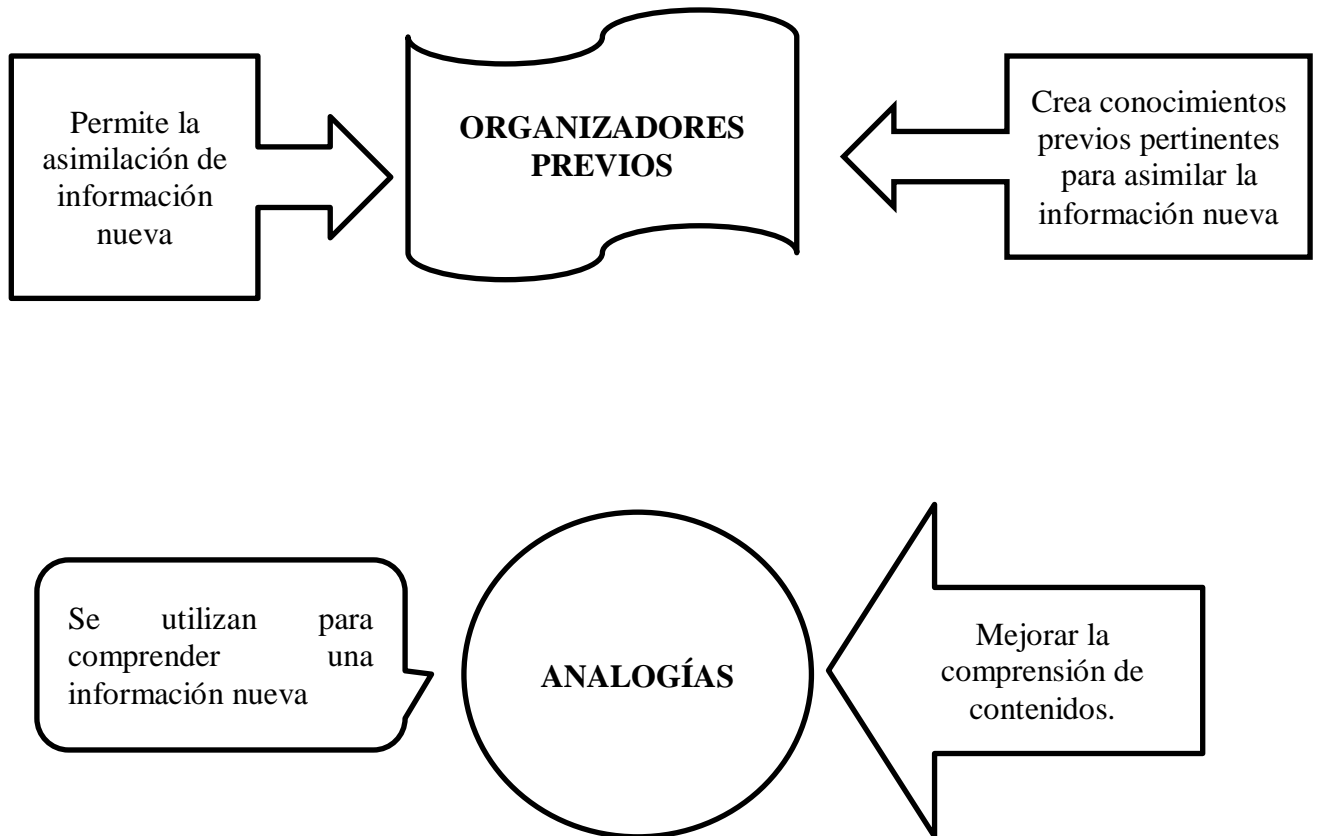 Permite la
asimilación de
información
nueva
ORGANIZADORES
PREVIOS
Crea conocimientos
previos pertinentes
para asimilar la
información nueva
Se utilizan para
comprender una
información nueva
ANALOGÍAS
Mejorar la
comprensión de
contenidos.